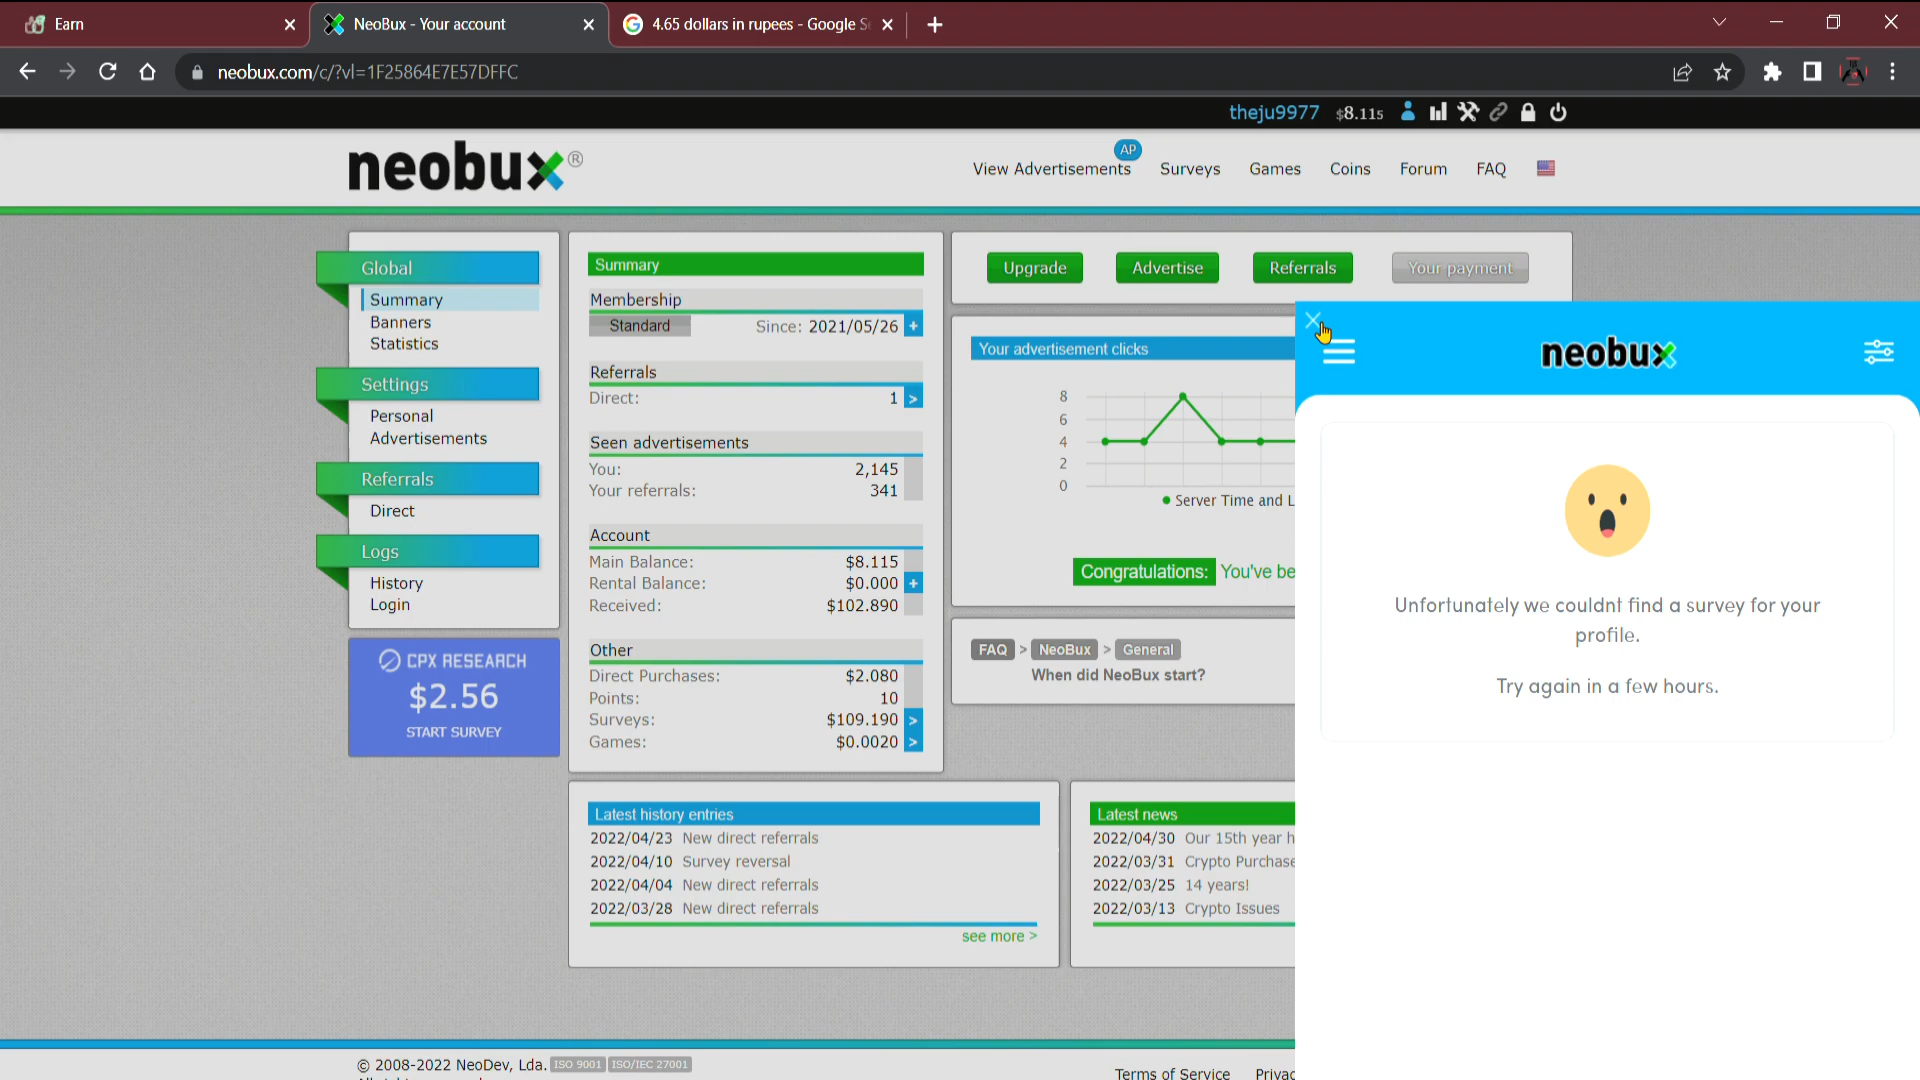 Earn
NeoBux - Your account
4.65 dollars in rupees - Google Se
neobux.com/c/?vl=1F25864E7E57DFFC
theju9977 $8.115
neobux®
AP
View Advertisements Surveys Games Coins Forum FAQ
Global
Summary
Banners
Statistics
Settings
Personal
Advertisements
Referrals
Direct
Logs
History
Login
CPX RESEARCH
$2.56
START SURVEY
Summary
Membership
Standard Since: 2021/05/26 +
Referrals
Direct: 1 >
Seen advertisements
You: 2,145
Your referrals: 341
Account
Main Balance: $8.115
Rental Balance: $0.000 +
Received: $102.890
Other
Direct Purchases: $2.080
Points: 10
Surveys: $109.190 >
Games: $0.0020 >
Upgrade Advertise Referrals Your payment
Your advertisement clicks
8
6
4
2
0
Server Time and L
Congratulations: You've be
FAQ > NeoBux > General
When did NeoBux start?
Latest history entries
2022/04/23 New direct referrals
2022/04/10 Survey reversal
2022/04/04 New direct referrals
2022/03/28 New direct referrals
see more >
Latest news
2022/04/30 Our 15th year h
2022/03/31 Crypto Purchase
2022/03/25 14 years!
2022/03/13 Crypto Issues
neobux
Unfortunately we couldnt find a survey for your
profile.
Try again in a few hours.
© 2008-2022 NeoDev, Lda. ISO 9001 ISO/IEC 27001
Terms of Service Privac